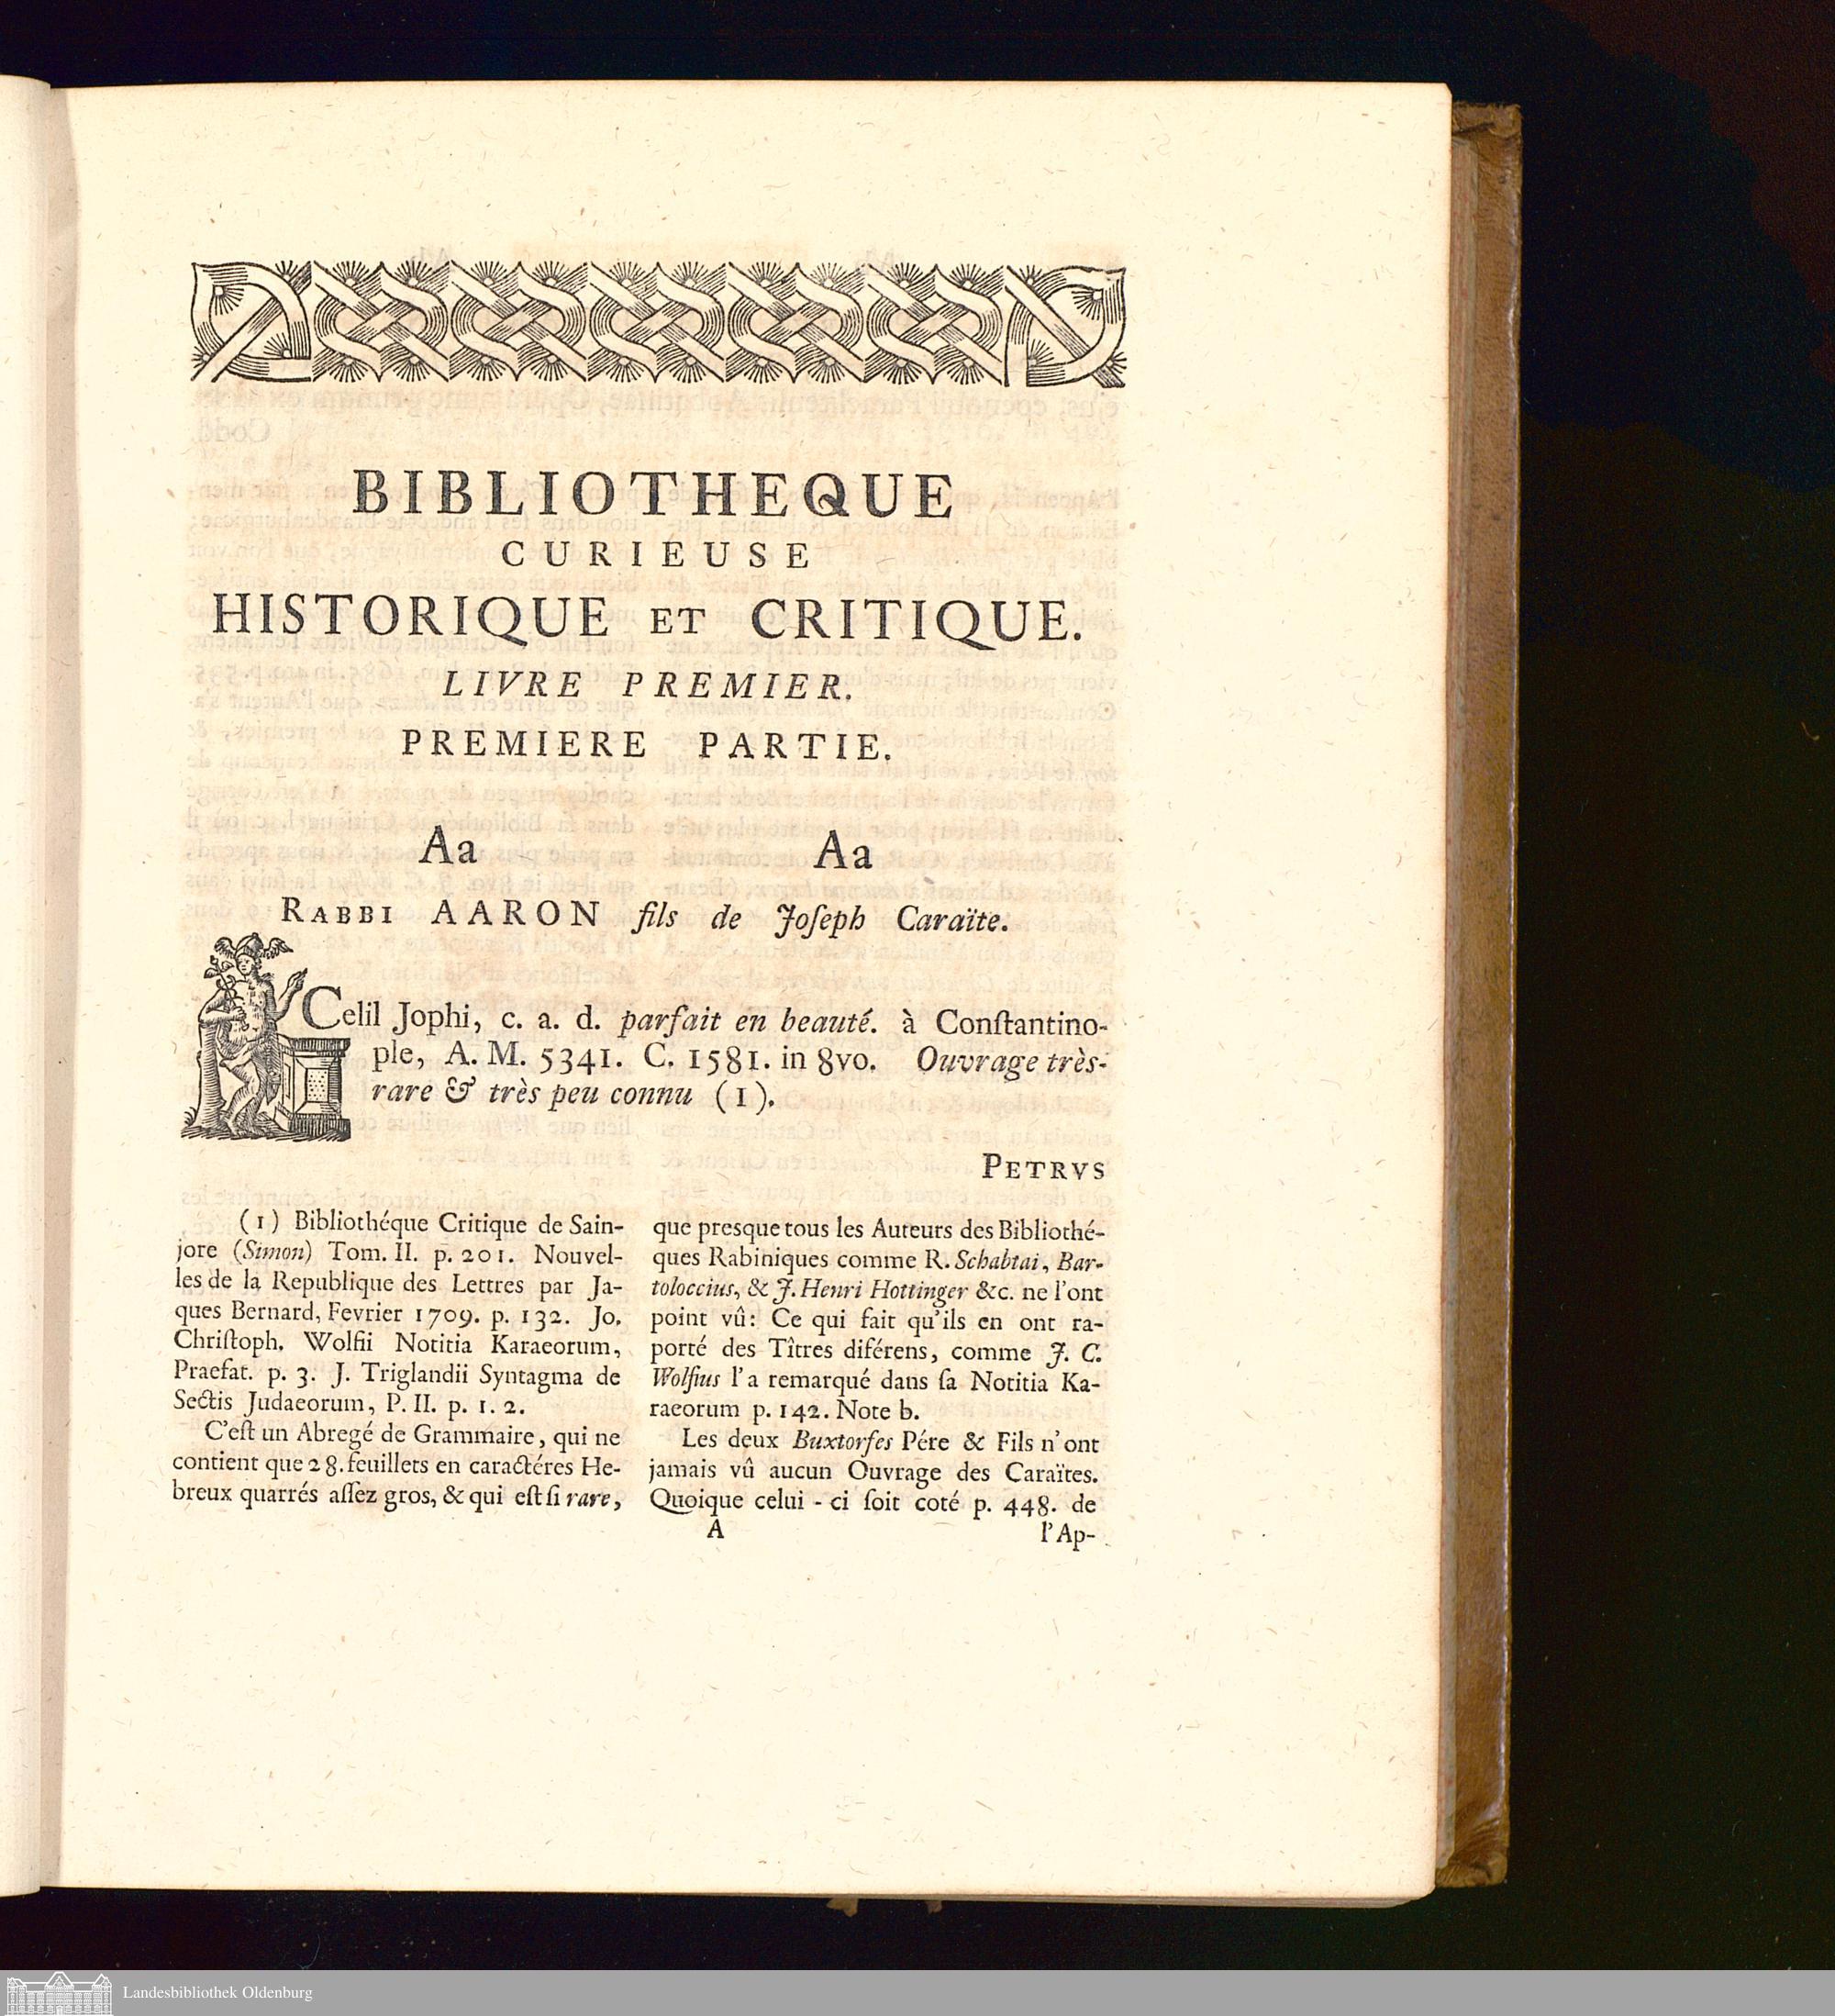 BIBLIOTHEQUE
CURIEUSE
HISTORIQUE ET CRITIQUE.
LIVRE PREMIER.
PREMIERE PARTIE.
Aa Aa
RABBI AARON fils de Joſeph Caraïte.
Celil Jophi, c. a. d. parfait en beauté. à Conſtantino-
ple, A. M. 5341. C. 1581. in 8vo. Ouvrage très-
rare & très peu connu (1).
PETRVS
(1) Bibliothéque Critique de Sain-
jore (Simon) Tom. II. p. 201. Nouvel-
les de la Republique des Lettres par Ja-
ques Bernard, Fevrier 1709. p. 132. Jo.
Chriſtoph. Wolfii Notitia Karaeorum,
Praefat. p. 3. J. Triglandii Syntagma de
Sectis Judaeorum, P. II. p. 1. 2.
C'eſt un Abregé de Grammaire, qui ne
contient que 28. feuillets en caractéres He-
breux quarrés aſſez gros, & qui eſt ſi rare,
que presque tous les Auteurs des Bibliothé-
ques Rabiniques comme R. Schabtai, Bar-
toloccius, & J. Henri Hottinger &c. ne l'ont
point vû: Ce qui fait qu'ils en ont ra-
porté des Tîtres diférens, comme J. C.
Wolfius l'a remarqué dans ſa Notitia Ka-
raeorum p. 142. Note b.
Les deux Buxtorfes Pére & Fils n'ont
jamais vû aucun Ouvrage des Caraïtes.
Quoique celui-ci ſoit coté p. 448. de
A l'Ap-
Landesbibliothek Oldenburg